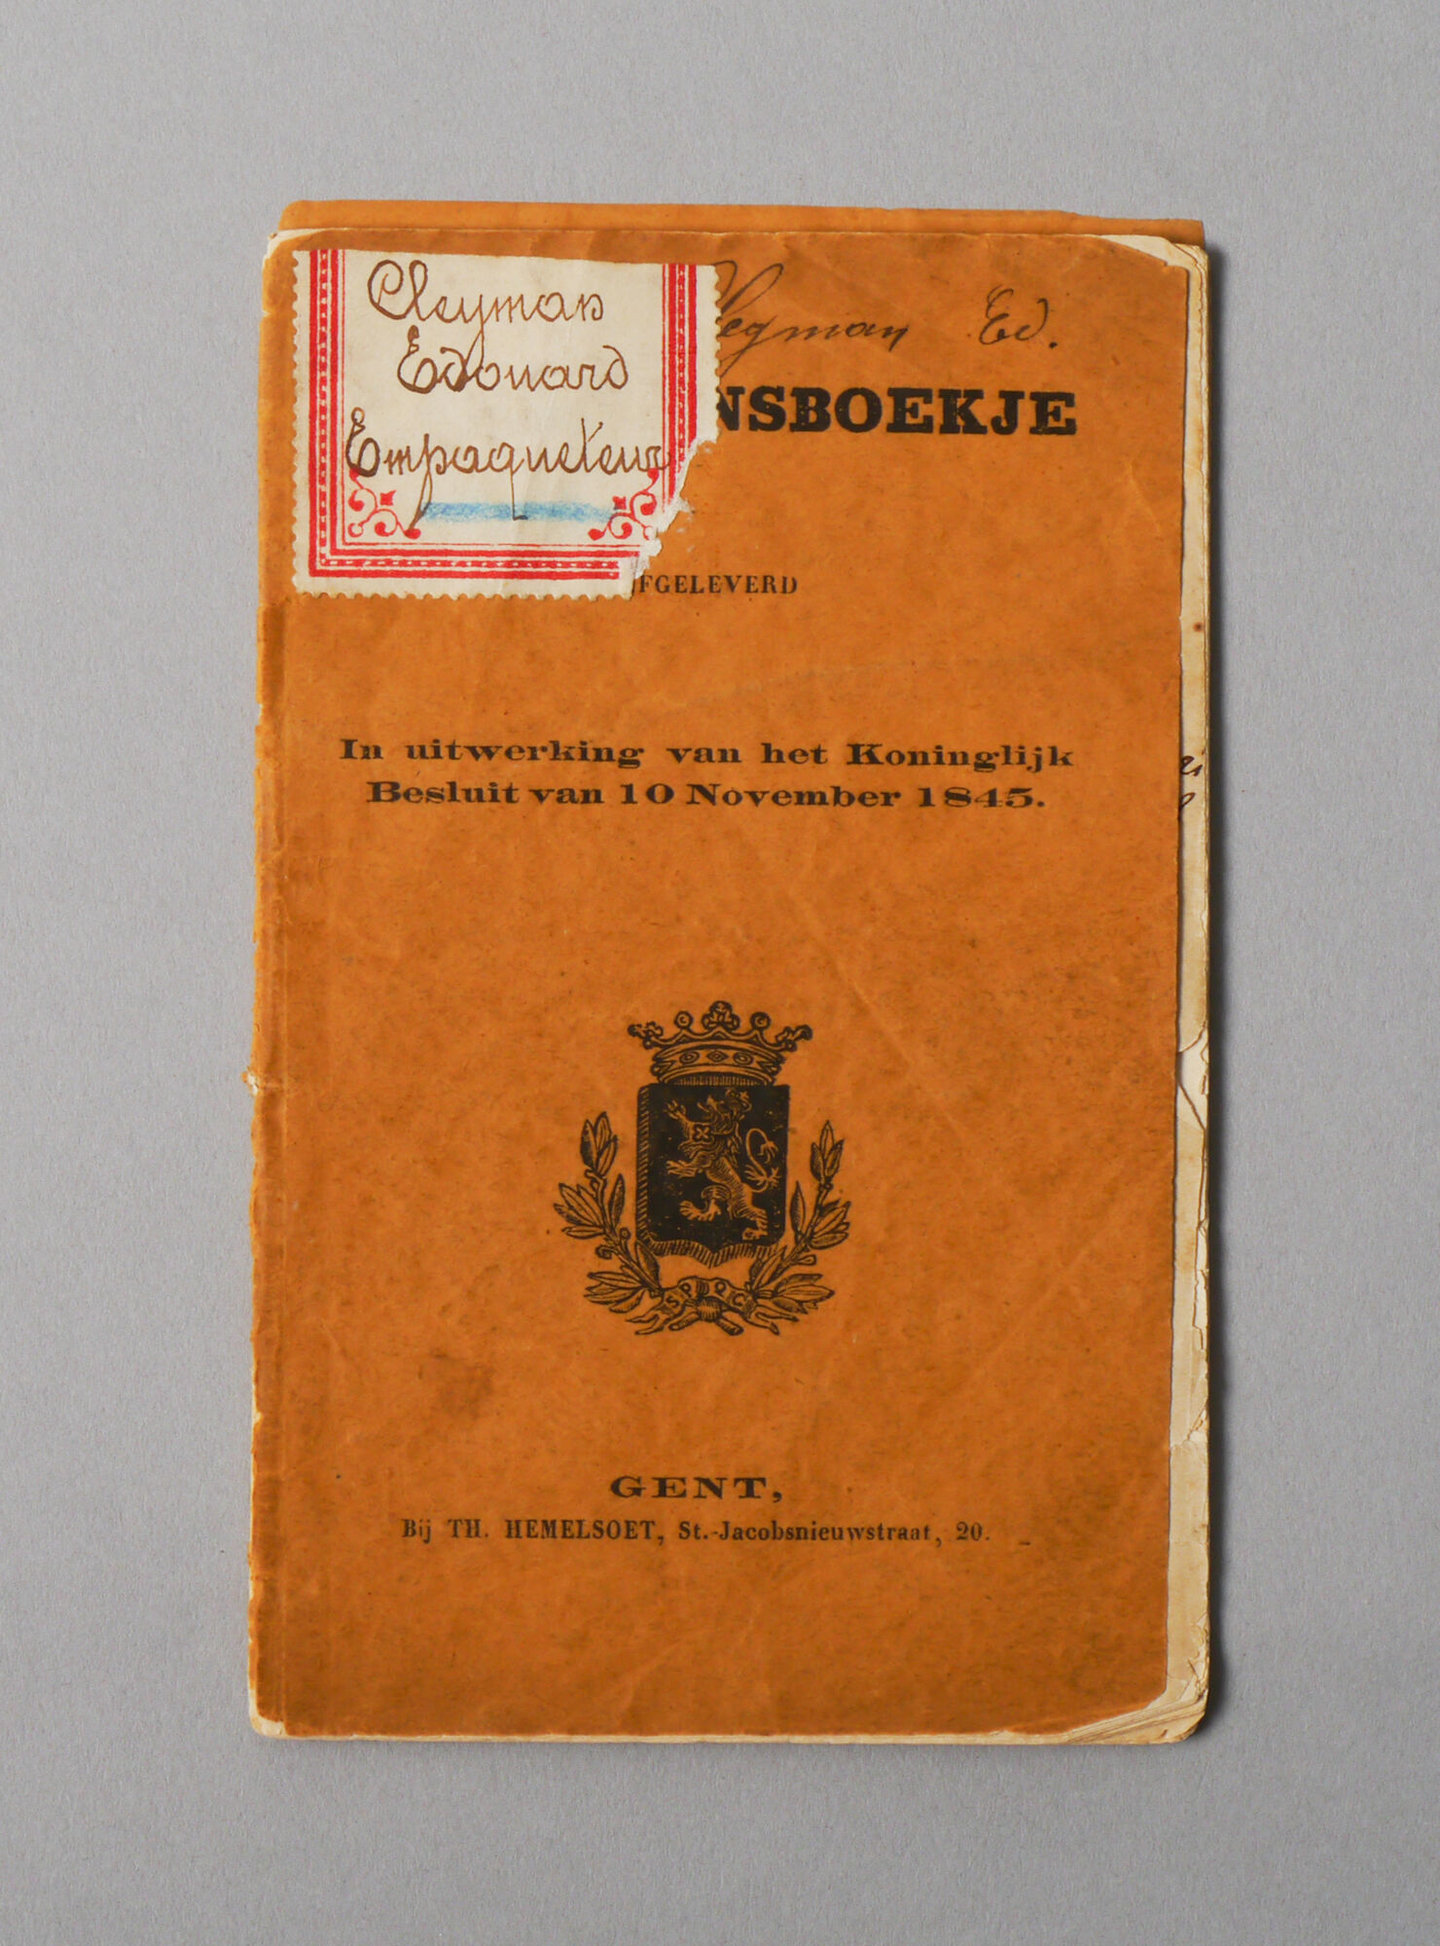 Cleyman
Edouard
Empaqueteur
legman Ed.
NSBOEKJE
FGELEVERD
In uitwerking van het Koninglijk
Besluit van 10 November 1845.
S P P G
GENT,
Bij TH. HEMELSOET, St.-Jacobsnieuwstraat, 20.